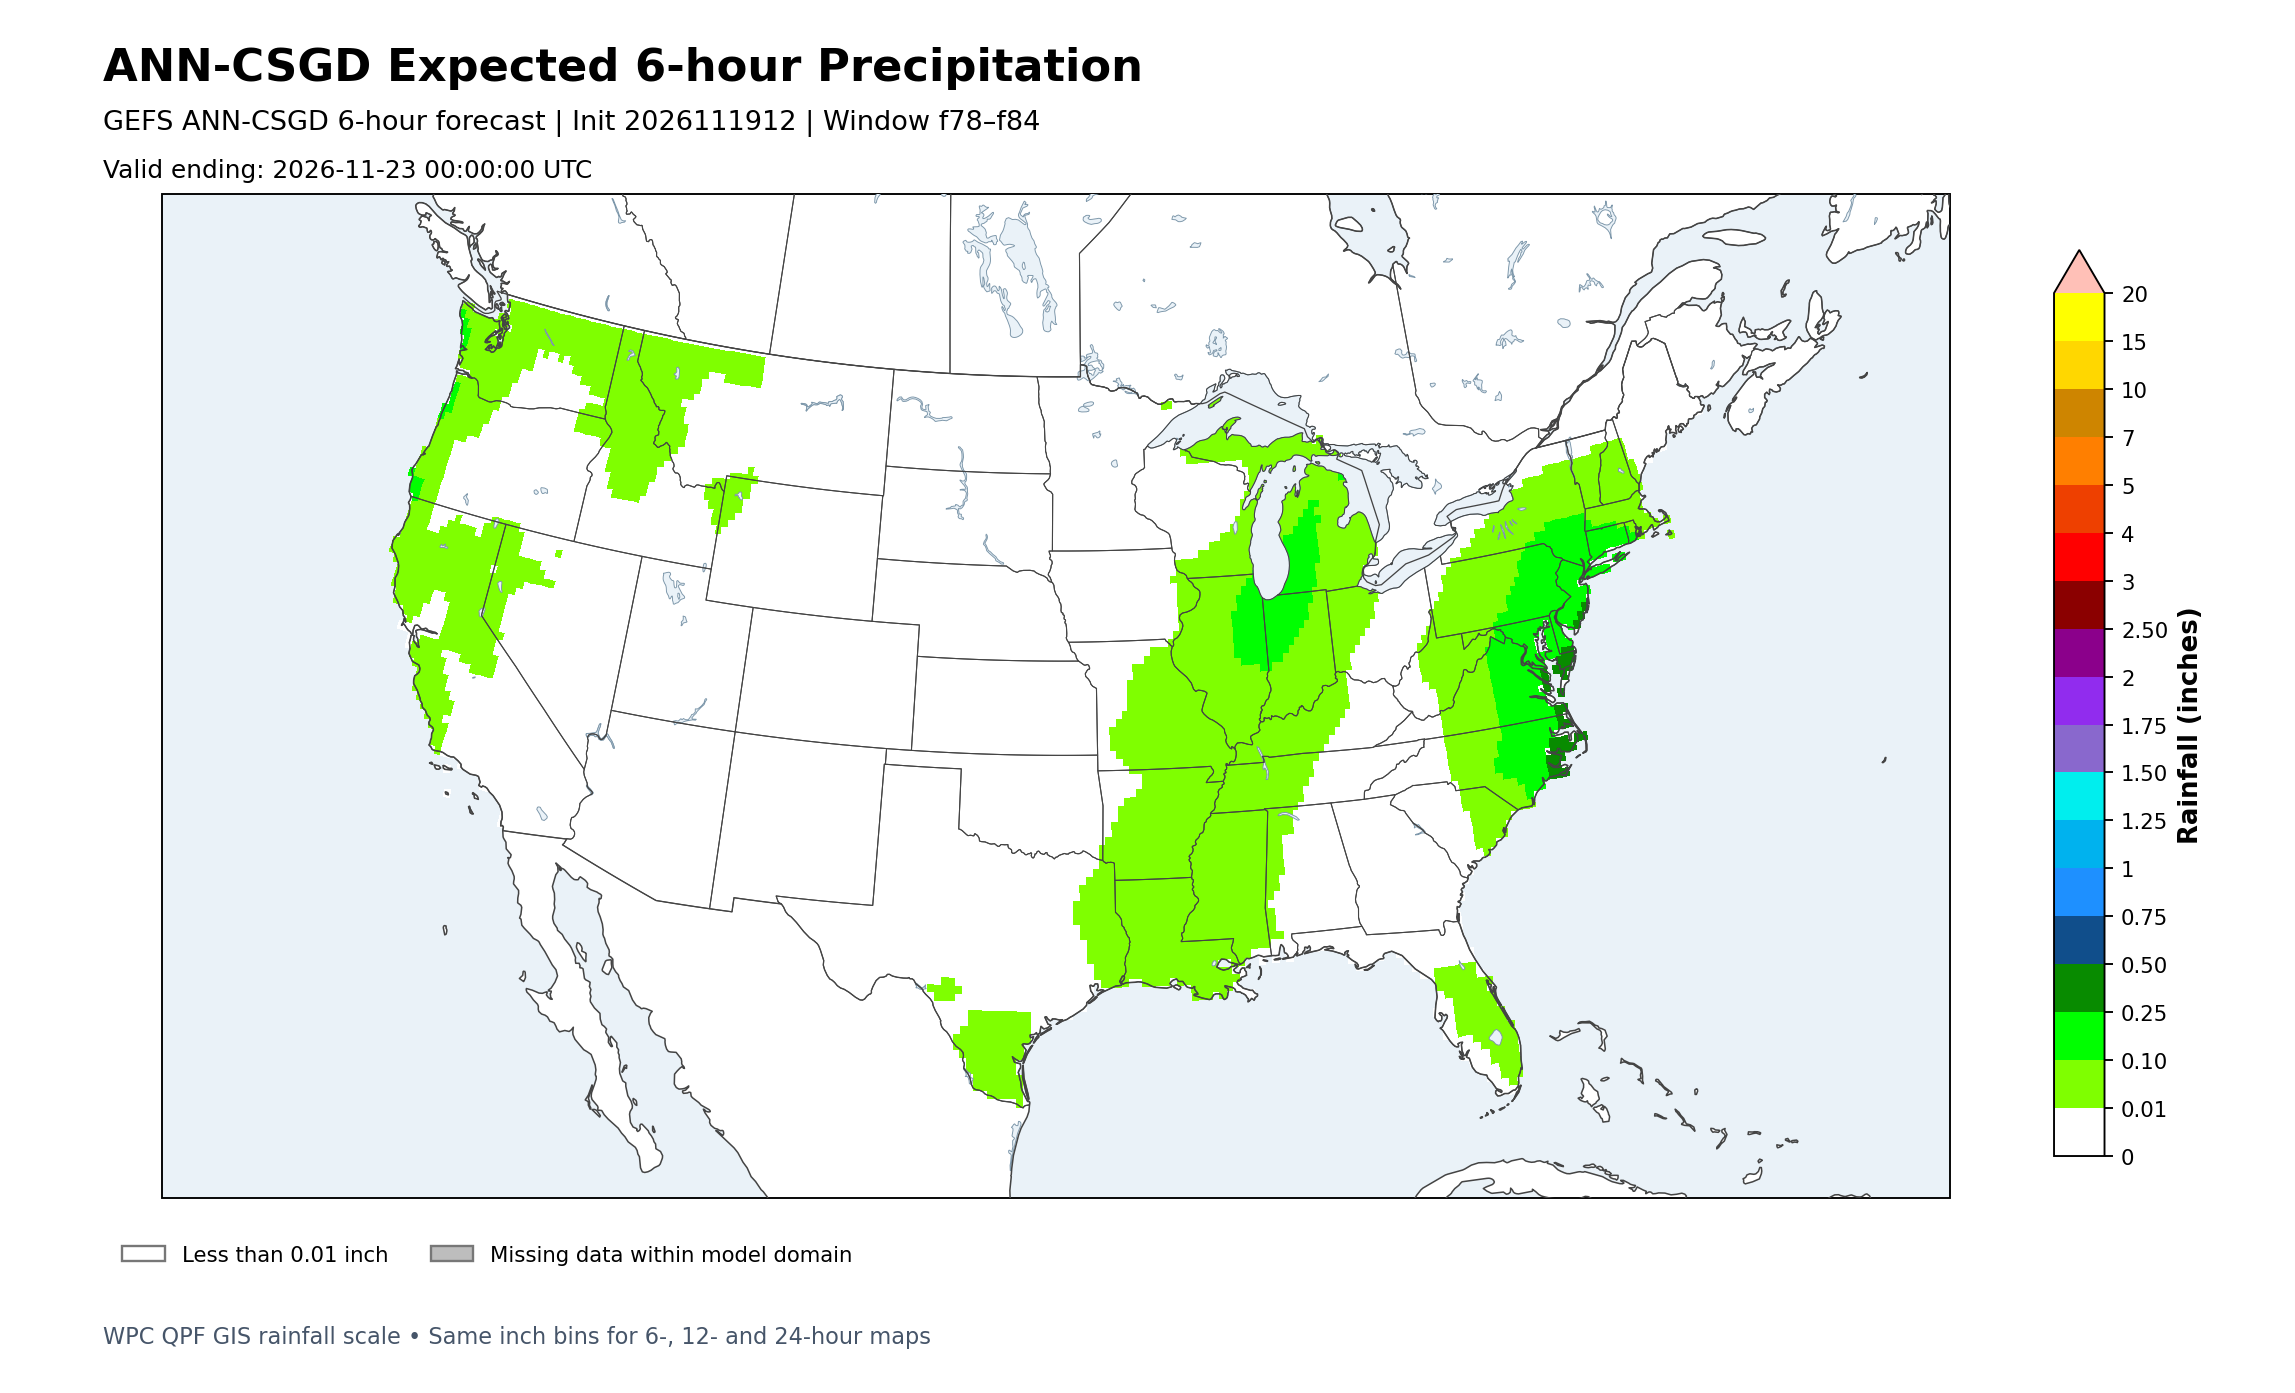 ANN-CSGD Expected 6-hour Precipitation
GEFS ANN-CSGD 6-hour forecast | Init 2026111912 | Window f78–f84
Valid ending: 2026-11-23 00:00:00 UTC
20
15
10
7
5
4
3
2.50
2
1.75
1.50
1.25
1
0.75
0.50
0.25
0.10
0.01
0
Rainfall (inches)
Less than 0.01 inch
Missing data within model domain
WPC QPF GIS rainfall scale • Same inch bins for 6-, 12- and 24-hour maps